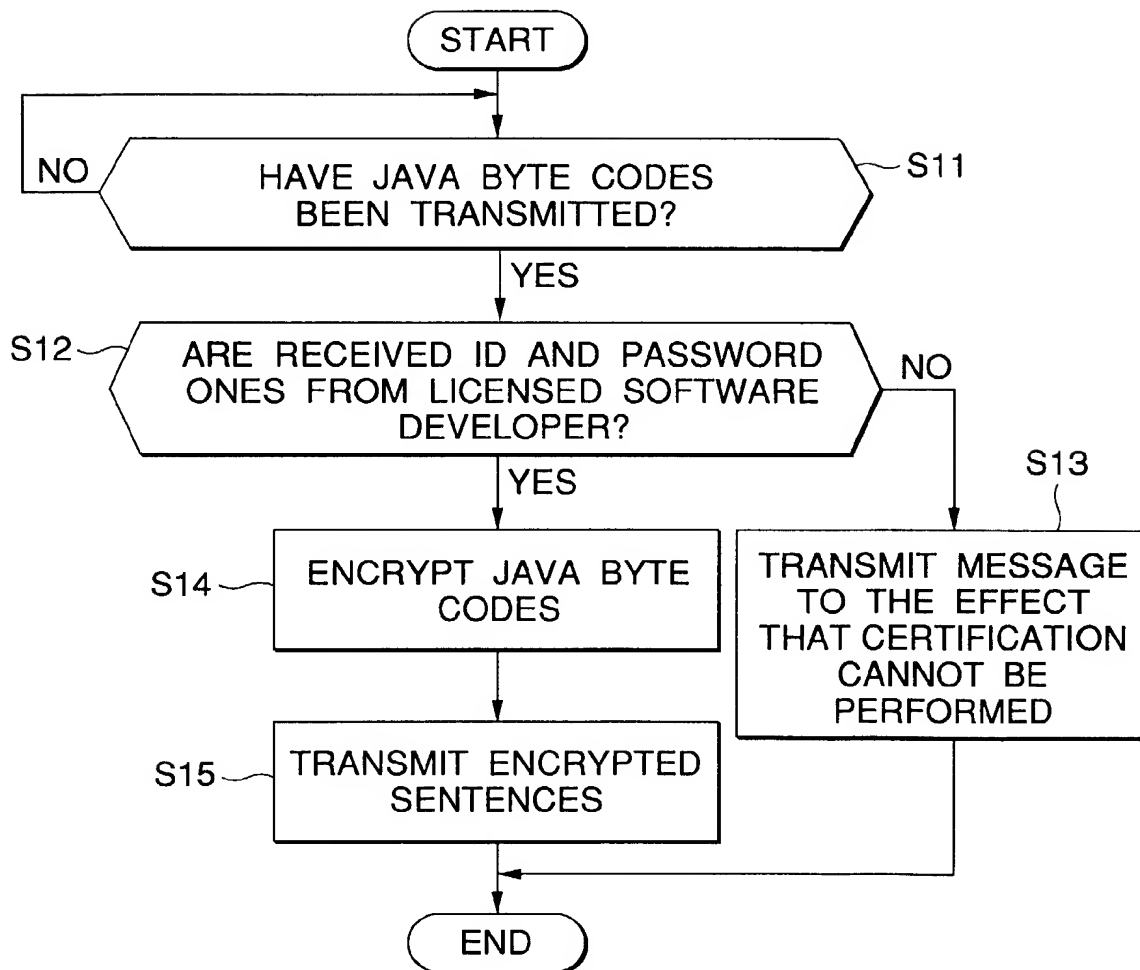 START
NO
HAVE JAVA BYTE CODES
BEEN TRANSMITTED?
S11
YES
S12
ARE RECEIVED ID AND PASSWORD
ONES FROM LICENSED SOFTWARE
DEVELOPER?
NO
YES
S13
S14
ENCRYPT JAVA BYTE
CODES
TRANSMIT MESSAGE
TO THE EFFECT
THAT CERTIFICATION
CANNOT BE
PERFORMED
S15
TRANSMIT ENCRYPTED
SENTENCES
END